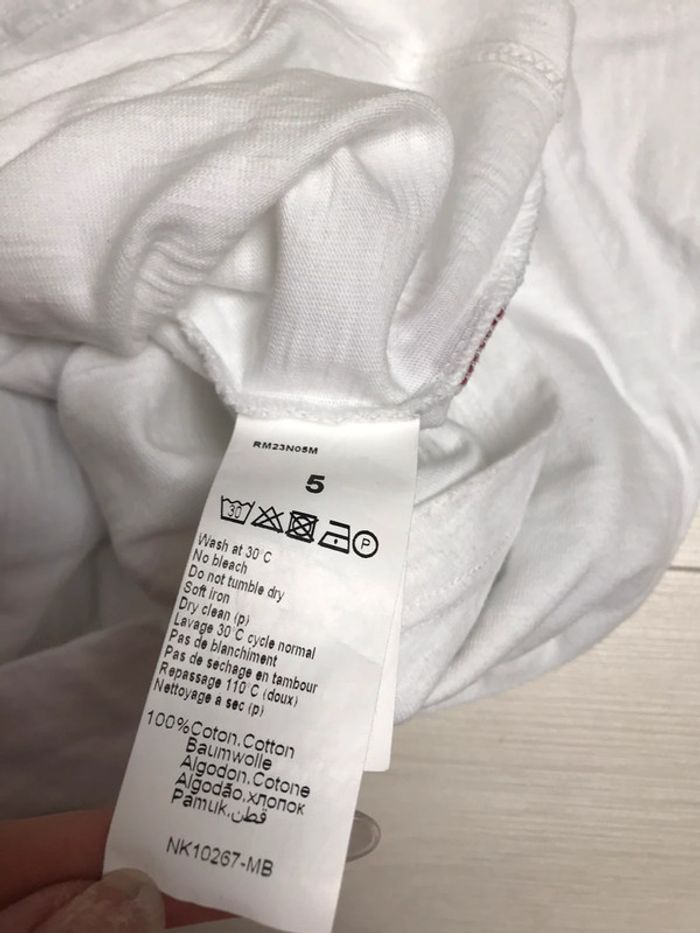 RM23N05M
5
30
P
Wash at 30°C
No bleach
Do not tumble dry
Soft iron
Dry clean (p)
Lavage 30°C cycle normal
Pas de blanchiment
Pas de sechage en tambour
Repassage 110°C (doux)
Nettoyage a sec (p)
100%Coton.Cotton
Baumwolle
Algodon.Cotone
Algodão.хлопок
Pamuk.قطن
NK10267-MB